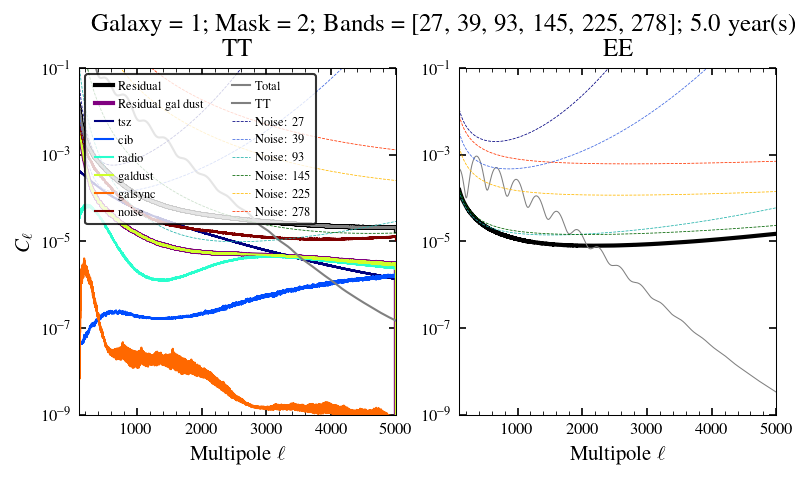 Galaxy = 1; Mask = 2; Bands = [27, 39, 93, 145, 225, 278]; 5.0 year(s)
TT
EE
10⁻¹
10⁻³
10⁻⁵
10⁻⁷
10⁻⁹
C_ℓ
Residual
Residual gal dust
tsz
cib
radio
galdust
galsync
noise
Total
TT
Noise: 27
Noise: 39
Noise: 93
Noise: 145
Noise: 225
Noise: 278
1000 2000 3000 4000 5000
Multipole ℓ
10⁻¹
10⁻³
10⁻⁵
10⁻⁷
10⁻⁹
1000 2000 3000 4000 5000
Multipole ℓ